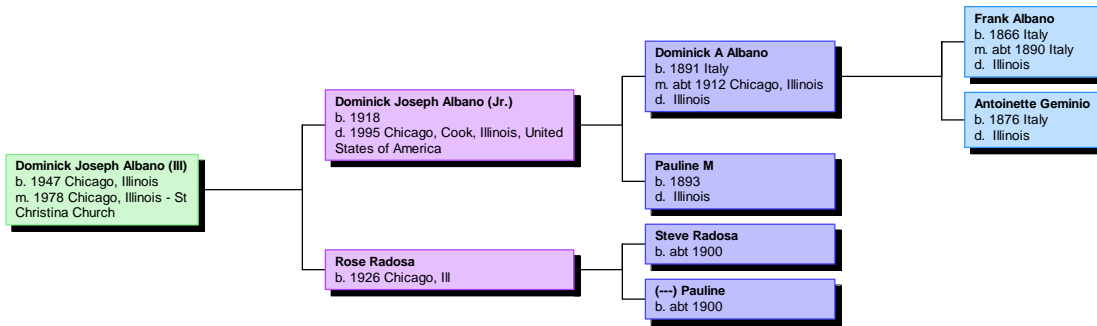 Dominick Joseph Albano (III)
b. 1947 Chicago, Illinois
m. 1978 Chicago, Illinois - St
Christina Church
Dominick Joseph Albano (Jr.)
b. 1918
d. 1995 Chicago, Cook, Illinois, United
States of America
Rose Radosa
b. 1926 Chicago, Ill
Dominick A Albano
b. 1891 Italy
m. abt 1912 Chicago, Illinois
d.  Illinois
Pauline M
b. 1893
d.  Illinois
Steve Radosa
b. abt 1900
(---) Pauline
b. abt 1900
Frank Albano
b. 1866 Italy
m. abt 1890 Italy
d.  Illinois
Antoinette Geminio
b. 1876 Italy
d.  Illinois